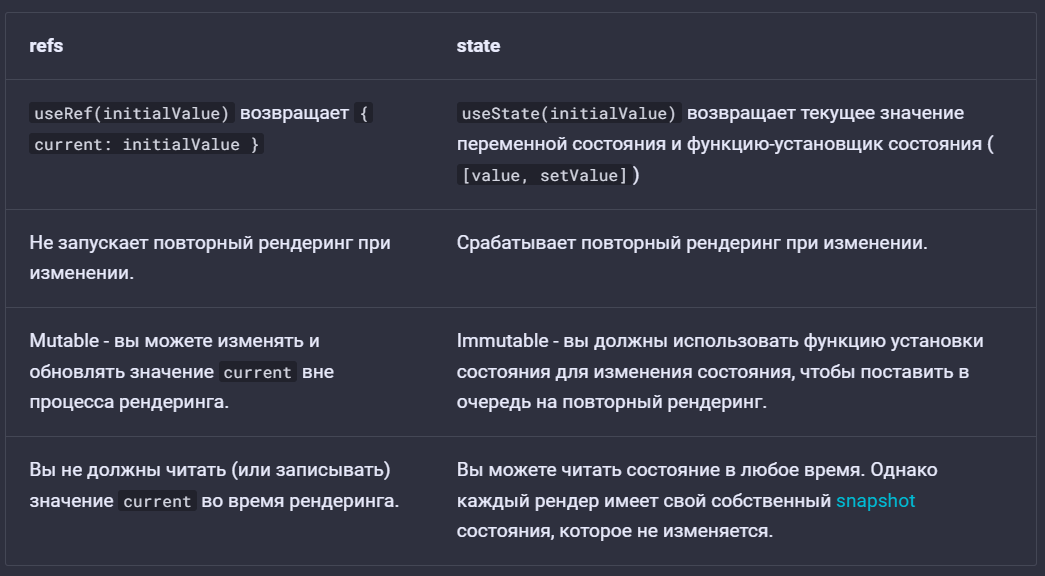 refs
state
useRef(initialValue) возвращает {
current: initialValue }
useState(initialValue) возвращает текущее значение
переменной состояния и функцию-установщик состояния (
[value, setValue])
Не запускает повторный рендеринг при
изменении.
Срабатывает повторный рендеринг при изменении.
Mutable - вы можете изменять и
обновлять значение current вне
процесса рендеринга.
Immutable - вы должны использовать функцию установки
состояния для изменения состояния, чтобы поставить в
очередь на повторный рендеринг.
Вы не должны читать (или записывать)
значение current во время рендеринга.
Вы можете читать состояние в любое время. Однако
каждый рендер имеет свой собственный snapshot
состояния, которое не изменяется.